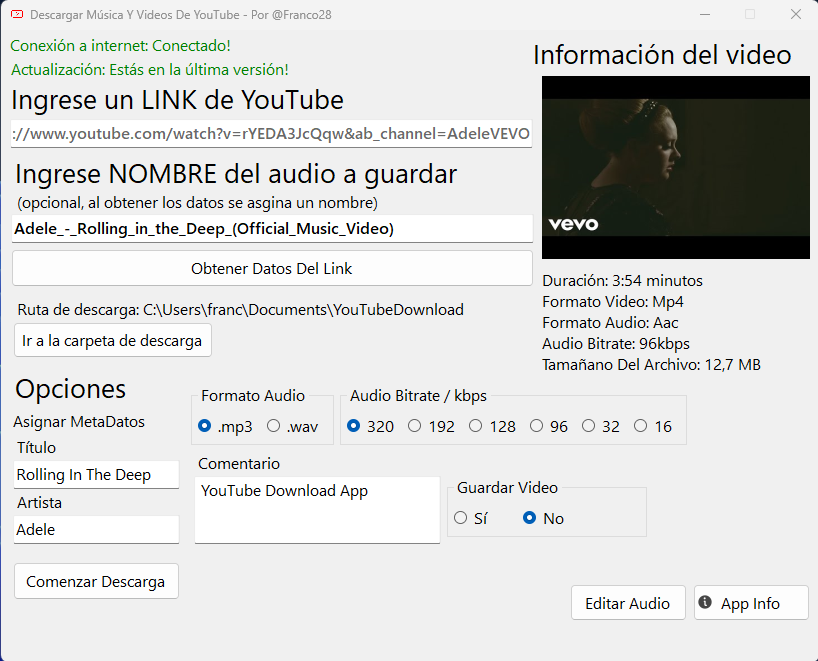 Descargar Música Y Videos De YouTube - Por @Franco28
Conexión a internet: Conectado!
Actualización: Estás en la última versión!
Ingrese un LINK de YouTube
://www.youtube.com/watch?v=rYEDA3JcQqw&ab_channel=AdeleVEVO
Ingrese NOMBRE del audio a guardar
(opcional, al obtener los datos se asgina un nombre)
Adele_-_Rolling_in_the_Deep_(Official_Music_Video)
Obtener Datos Del Link
Ruta de descarga: C:\Users\franc\Documents\YouTubeDownload
Ir a la carpeta de descarga
Información del video
vevo
Duración: 3:54 minutos
Formato Video: Mp4
Formato Audio: Aac
Audio Bitrate: 96kbps
Tamañano Del Archivo: 12,7 MB
Opciones
Asignar MetaDatos
Título
Rolling In The Deep
Artista
Adele
Formato Audio
.mp3 .wav
Audio Bitrate / kbps
320 192 128 96 32 16
Comentario
YouTube Download App
Guardar Video
Sí No
Comenzar Descarga
Editar Audio
App Info